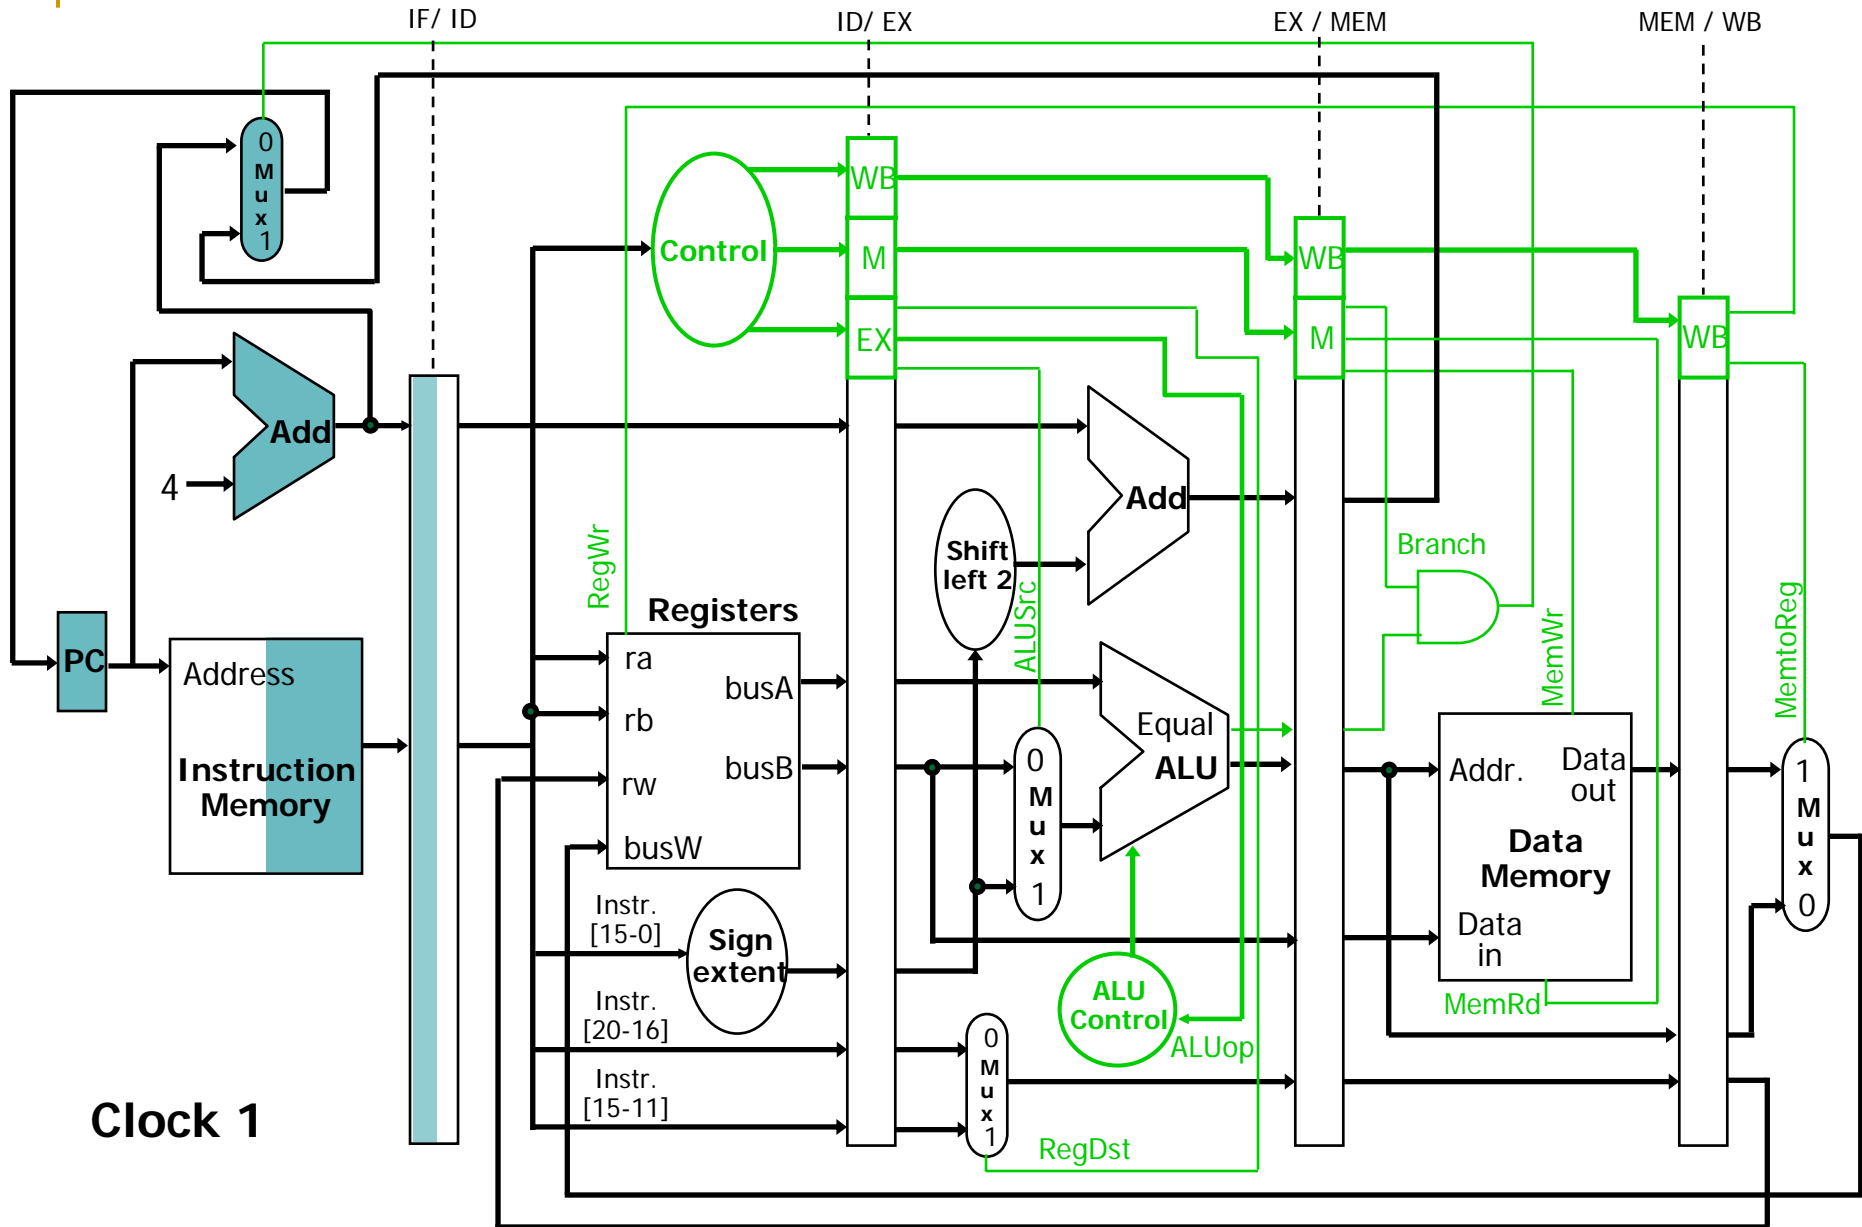 IF/ ID
ID/ EX
EX / MEM
MEM / WB
0
M
u
x
1
WB
M
EX
Control
WB
M
WB
Add
4
Add
Shift
left 2
RegWr
ALUSrc
Branch
MemWr
MemtoReg
PC
Address
Instruction
Memory
Registers
ra
rb
rw
busW
busA
busB
0
M
u
x
1
Equal
ALU
Addr.
Data
out
Data
Memory
Data
in
1
M
u
x
0
Instr.
[15-0]
Sign
extent
Instr.
[20-16]
Instr.
[15-11]
0
M
u
x
1
ALU
Control
ALUop
MemRd
RegDst
Clock 1